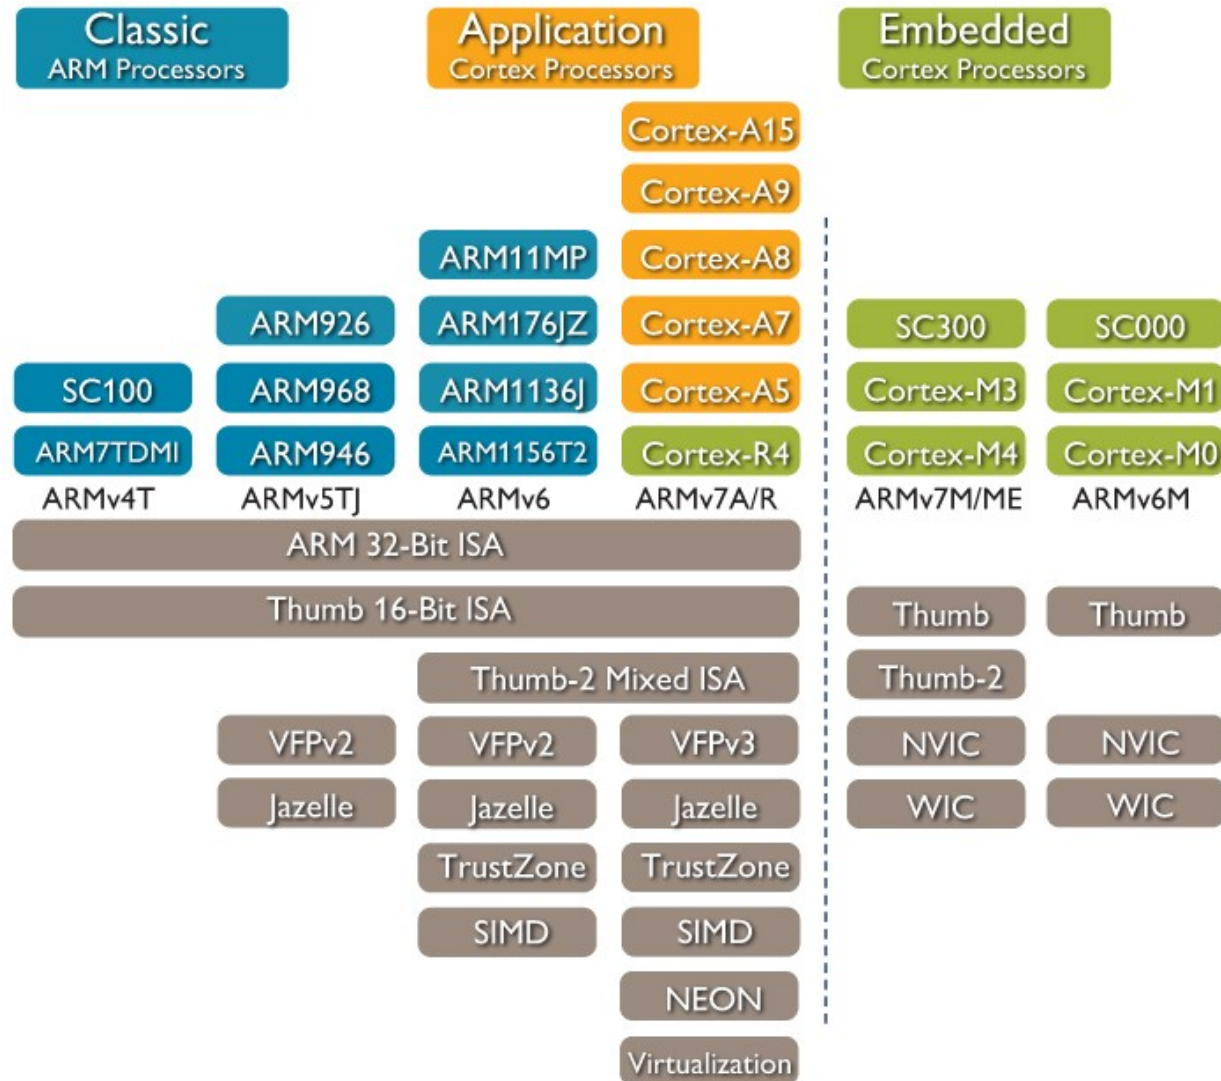 Classic
ARM Processors
Application
Cortex Processors
Embedded
Cortex Processors
Cortex-A15
Cortex-A9
ARM11MP
Cortex-A8
ARM926
ARM176JZ
Cortex-A7
SC300
SC000
SC100
ARM968
ARM1136J
Cortex-A5
Cortex-M3
Cortex-M1
ARM7TDMI
ARM946
ARM1156T2
Cortex-R4
Cortex-M4
Cortex-M0
ARMv4T
ARMv5TJ
ARMv6
ARMv7A/R
ARMv7M/ME
ARMv6M
ARM 32-Bit ISA
Thumb 16-Bit ISA
Thumb
Thumb
Thumb-2 Mixed ISA
Thumb-2
VFPv2
VFPv2
VFPv3
NVIC
NVIC
Jazelle
Jazelle
Jazelle
WIC
WIC
TrustZone
TrustZone
SIMD
SIMD
NEON
Virtualization